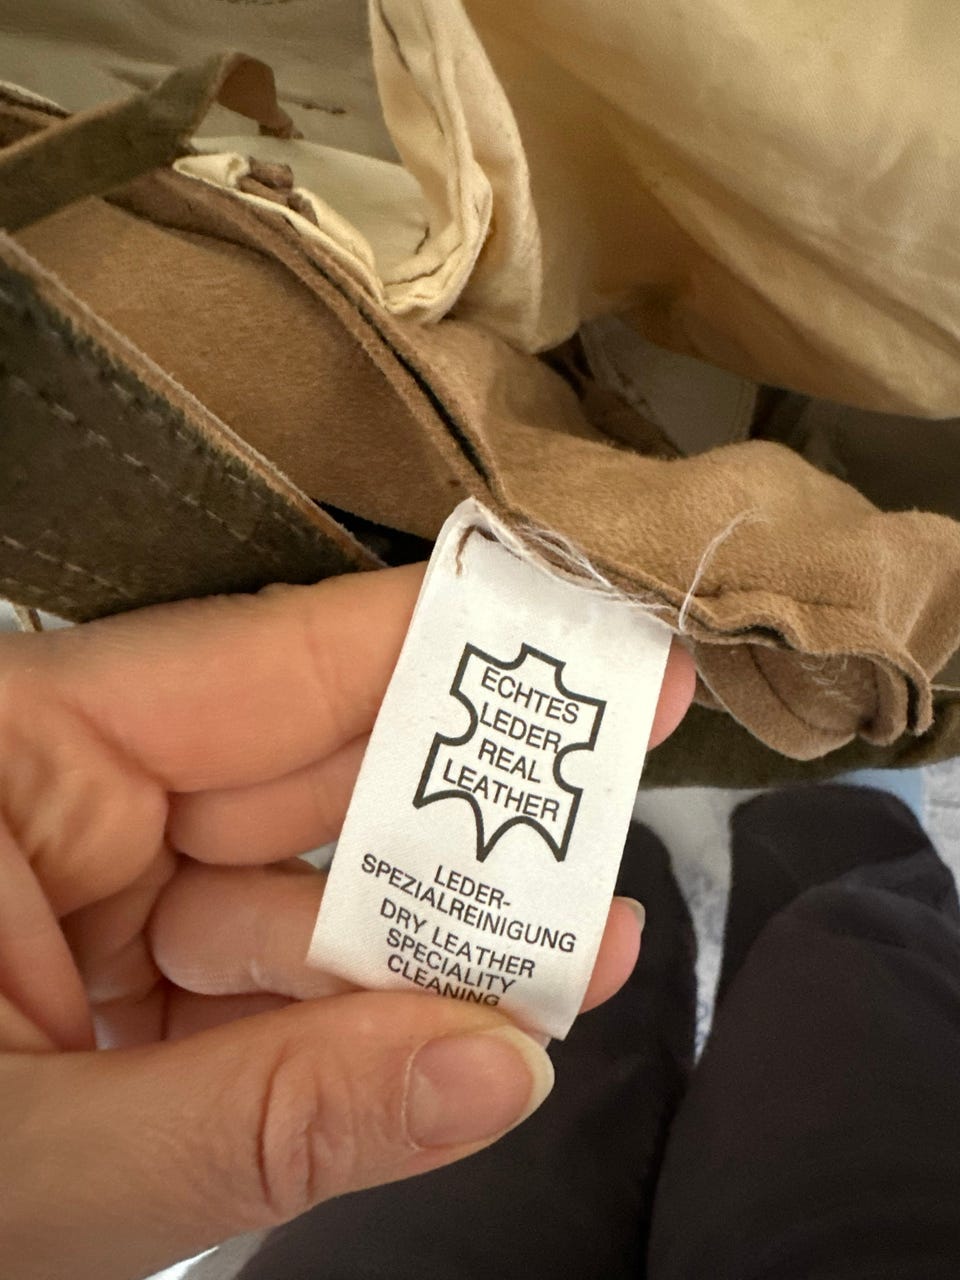 ECHTES
LEDER
REAL
LEATHER
LEDER-
SPEZIALREINIGUNG
DRY LEATHER
SPECIALITY
CLEANING